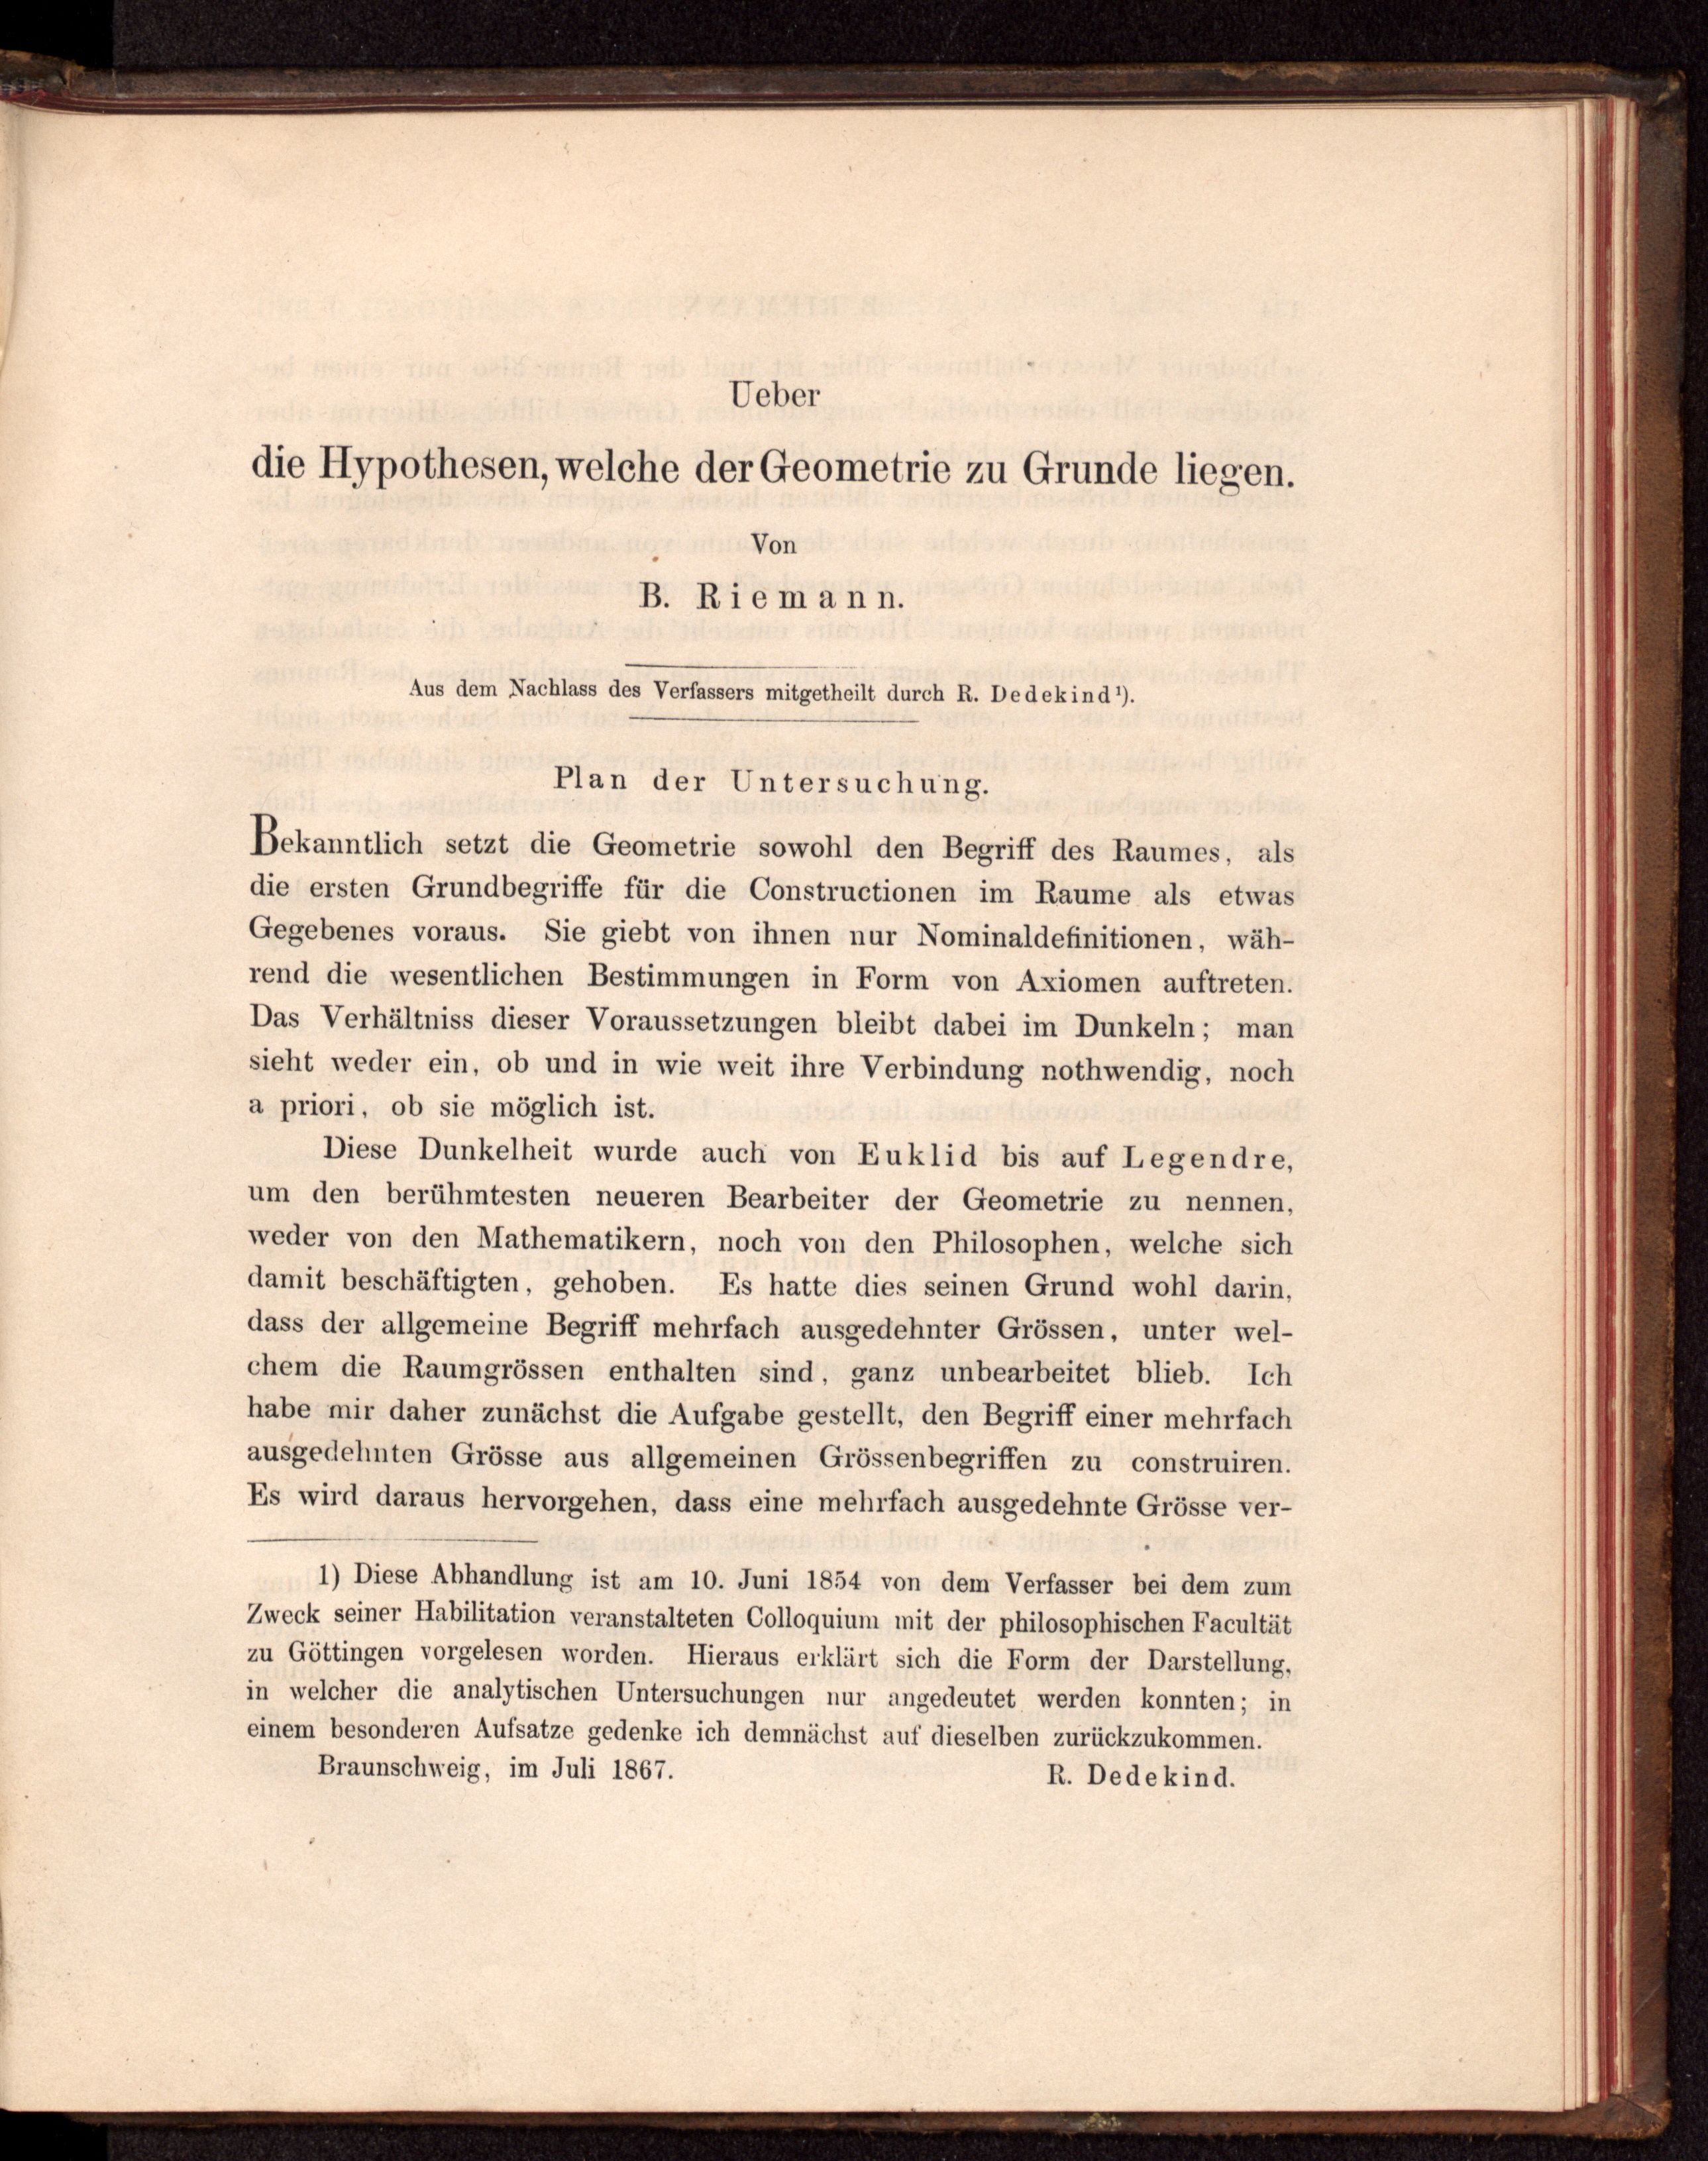 Ueber
die Hypothesen, welche der Geometrie zu Grunde liegen.
Von
B. Riemann.
Aus dem Nachlass des Verfassers mitgetheilt durch R. Dedekind¹).
Plan der Untersuchung.
Bekanntlich setzt die Geometrie sowohl den Begriff des Raumes, als
die ersten Grundbegriffe für die Constructionen im Raume als etwas
Gegebenes voraus. Sie giebt von ihnen nur Nominaldefinitionen, wäh-
rend die wesentlichen Bestimmungen in Form von Axiomen auftreten.
Das Verhältniss dieser Voraussetzungen bleibt dabei im Dunkeln; man
sieht weder ein, ob und in wie weit ihre Verbindung nothwendig, noch
a priori, ob sie möglich ist.
Diese Dunkelheit wurde auch von Euklid bis auf Legendre,
um den berühmtesten neueren Bearbeiter der Geometrie zu nennen,
weder von den Mathematikern, noch von den Philosophen, welche sich
damit beschäftigten, gehoben. Es hatte dies seinen Grund wohl darin,
dass der allgemeine Begriff mehrfach ausgedehnter Grössen, unter wel-
chem die Raumgrössen enthalten sind, ganz unbearbeitet blieb. Ich
habe mir daher zunächst die Aufgabe gestellt, den Begriff einer mehrfach
ausgedehnten Grösse aus allgemeinen Grössenbegriffen zu construiren.
Es wird daraus hervorgehen, dass eine mehrfach ausgedehnte Grösse ver-
1) Diese Abhandlung ist am 10. Juni 1854 von dem Verfasser bei dem zum
Zweck seiner Habilitation veranstalteten Colloquium mit der philosophischen Facultät
zu Göttingen vorgelesen worden. Hieraus erklärt sich die Form der Darstellung,
in welcher die analytischen Untersuchungen nur angedeutet werden konnten; in
einem besonderen Aufsatze gedenke ich demnächst auf dieselben zurückzukommen.
Braunschweig, im Juli 1867. R. Dedekind.